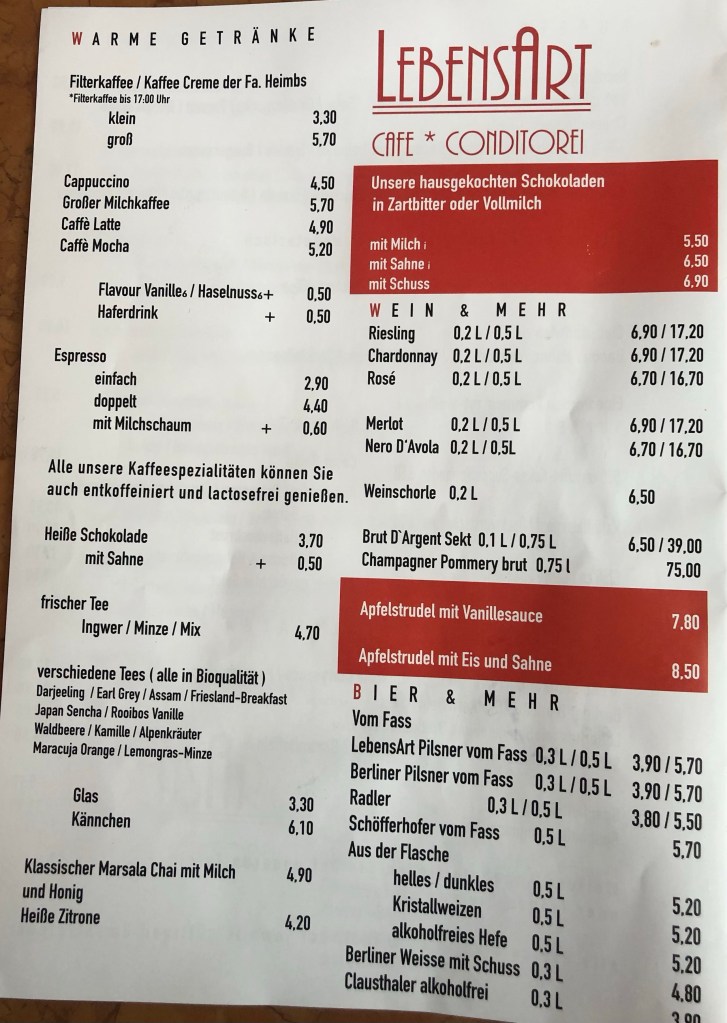 WARME GETRÄNKE
Filterkaffee / Kaffee Creme der Fa. Heimbs
*Filterkaffee bis 17:00 Uhr
klein 3,30
groß 5,70
Cappuccino 4,50
Großer Milchkaffee 5,70
Caffè Latte 4,90
Caffè Mocha 5,20
Flavour Vanille6 / Haselnuss6+ 0,50
Haferdrink + 0,50
Espresso
einfach 2,90
doppelt 4,40
mit Milchschaum + 0,60
Alle unsere Kaffeespezialitäten können Sie
auch entkoffeiniert und lactosefrei genießen.
Heiße Schokolade 3,70
mit Sahne + 0,50
frischer Tee
Ingwer / Minze / Mix 4,70
verschiedene Tees ( alle in Bioqualität )
Darjeeling / Earl Grey / Assam / Friesland-Breakfast
Japan Sencha / Rooibos Vanille
Waldbeere / Kamille / Alpenkräuter
Maracuja Orange / Lemongras-Minze
Glas 3,30
Kännchen 6,10
Klassischer Marsala Chai mit Milch 4,90
und Honig
Heiße Zitrone 4,20
LEBENSART
CAFE * CONDITOREI
Unsere hausgekochten Schokoladen
in Zartbitter oder Vollmilch
mit Milch i 5,50
mit Sahne i 6,50
mit Schuss 6,90
WEIN & MEHR
Riesling 0,2 L / 0,5 L 6,90 / 17,20
Chardonnay 0,2 L / 0,5 L 6,90 / 17,20
Rosé 0,2 L / 0,5 L 6,70 / 16,70
Merlot 0,2 L / 0,5 L 6,90 / 17,20
Nero D'Avola 0,2 L / 0,5L 6,70 / 16,70
Weinschorle 0,2 L 6,50
Brut D`Argent Sekt 0,1 L / 0,75 L 6,50 / 39,00
Champagner Pommery brut 0,75 l 75,00
Apfelstrudel mit Vanillesauce 7,80
Apfelstrudel mit Eis und Sahne 8,50
BIER & MEHR
Vom Fass
LebensArt Pilsner vom Fass 0,3 L / 0,5 L 3,90 / 5,70
Berliner Pilsner vom Fass 0,3 L / 0,5 L 3,90 / 5,70
Radler 0,3 L / 0,5 L 3,80 / 5,50
Schöfferhofer vom Fass 0,5 L 5,70
Aus der Flasche
helles / dunkles 0,5 L 5,20
Kristallweizen 0,5 L 5,20
alkoholfreies Hefe 0,5 L 5,20
Berliner Weisse mit Schuss 0,3 L 4,80
Clausthaler alkoholfrei 0,3 L 3,90